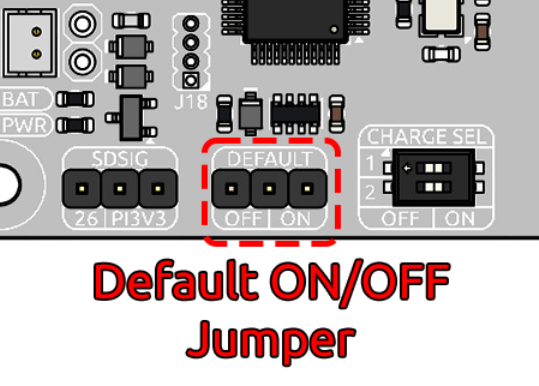 J18
BAT
PWR
SDSIG
26 PI3V3
DEFAULT
OFF ON
CHARGE SEL
1
2
OFF ON
Default ON/OFF
Jumper